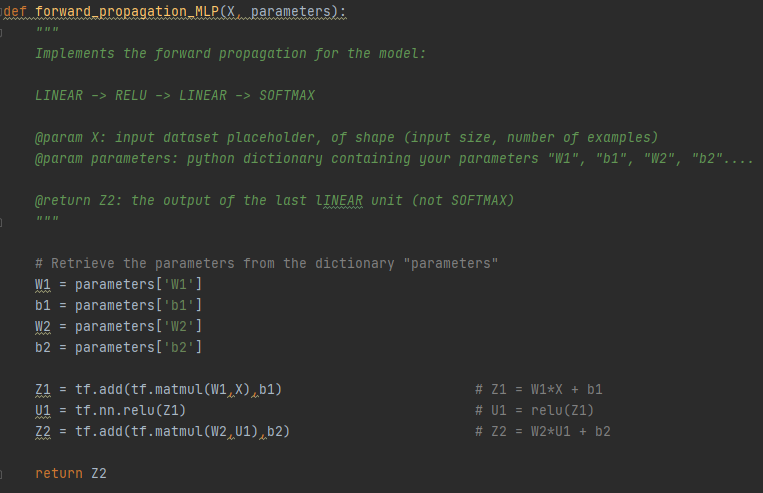 def forward_propagation_MLP(X, parameters):
"""
Implements the forward propagation for the model:
LINEAR -> RELU -> LINEAR -> SOFTMAX
@param X: input dataset placeholder, of shape (input size, number of examples)
@param parameters: python dictionary containing your parameters "W1", "b1", "W2", "b2"....
@return Z2: the output of the last lINEAR unit (not SOFTMAX)
"""
# Retrieve the parameters from the dictionary "parameters"
W1 = parameters['W1']
b1 = parameters['b1']
W2 = parameters['W2']
b2 = parameters['b2']
Z1 = tf.add(tf.matmul(W1,X),b1) # Z1 = W1*X + b1
U1 = tf.nn.relu(Z1) # U1 = relu(Z1)
Z2 = tf.add(tf.matmul(W2,U1),b2) # Z2 = W2*U1 + b2
return Z2